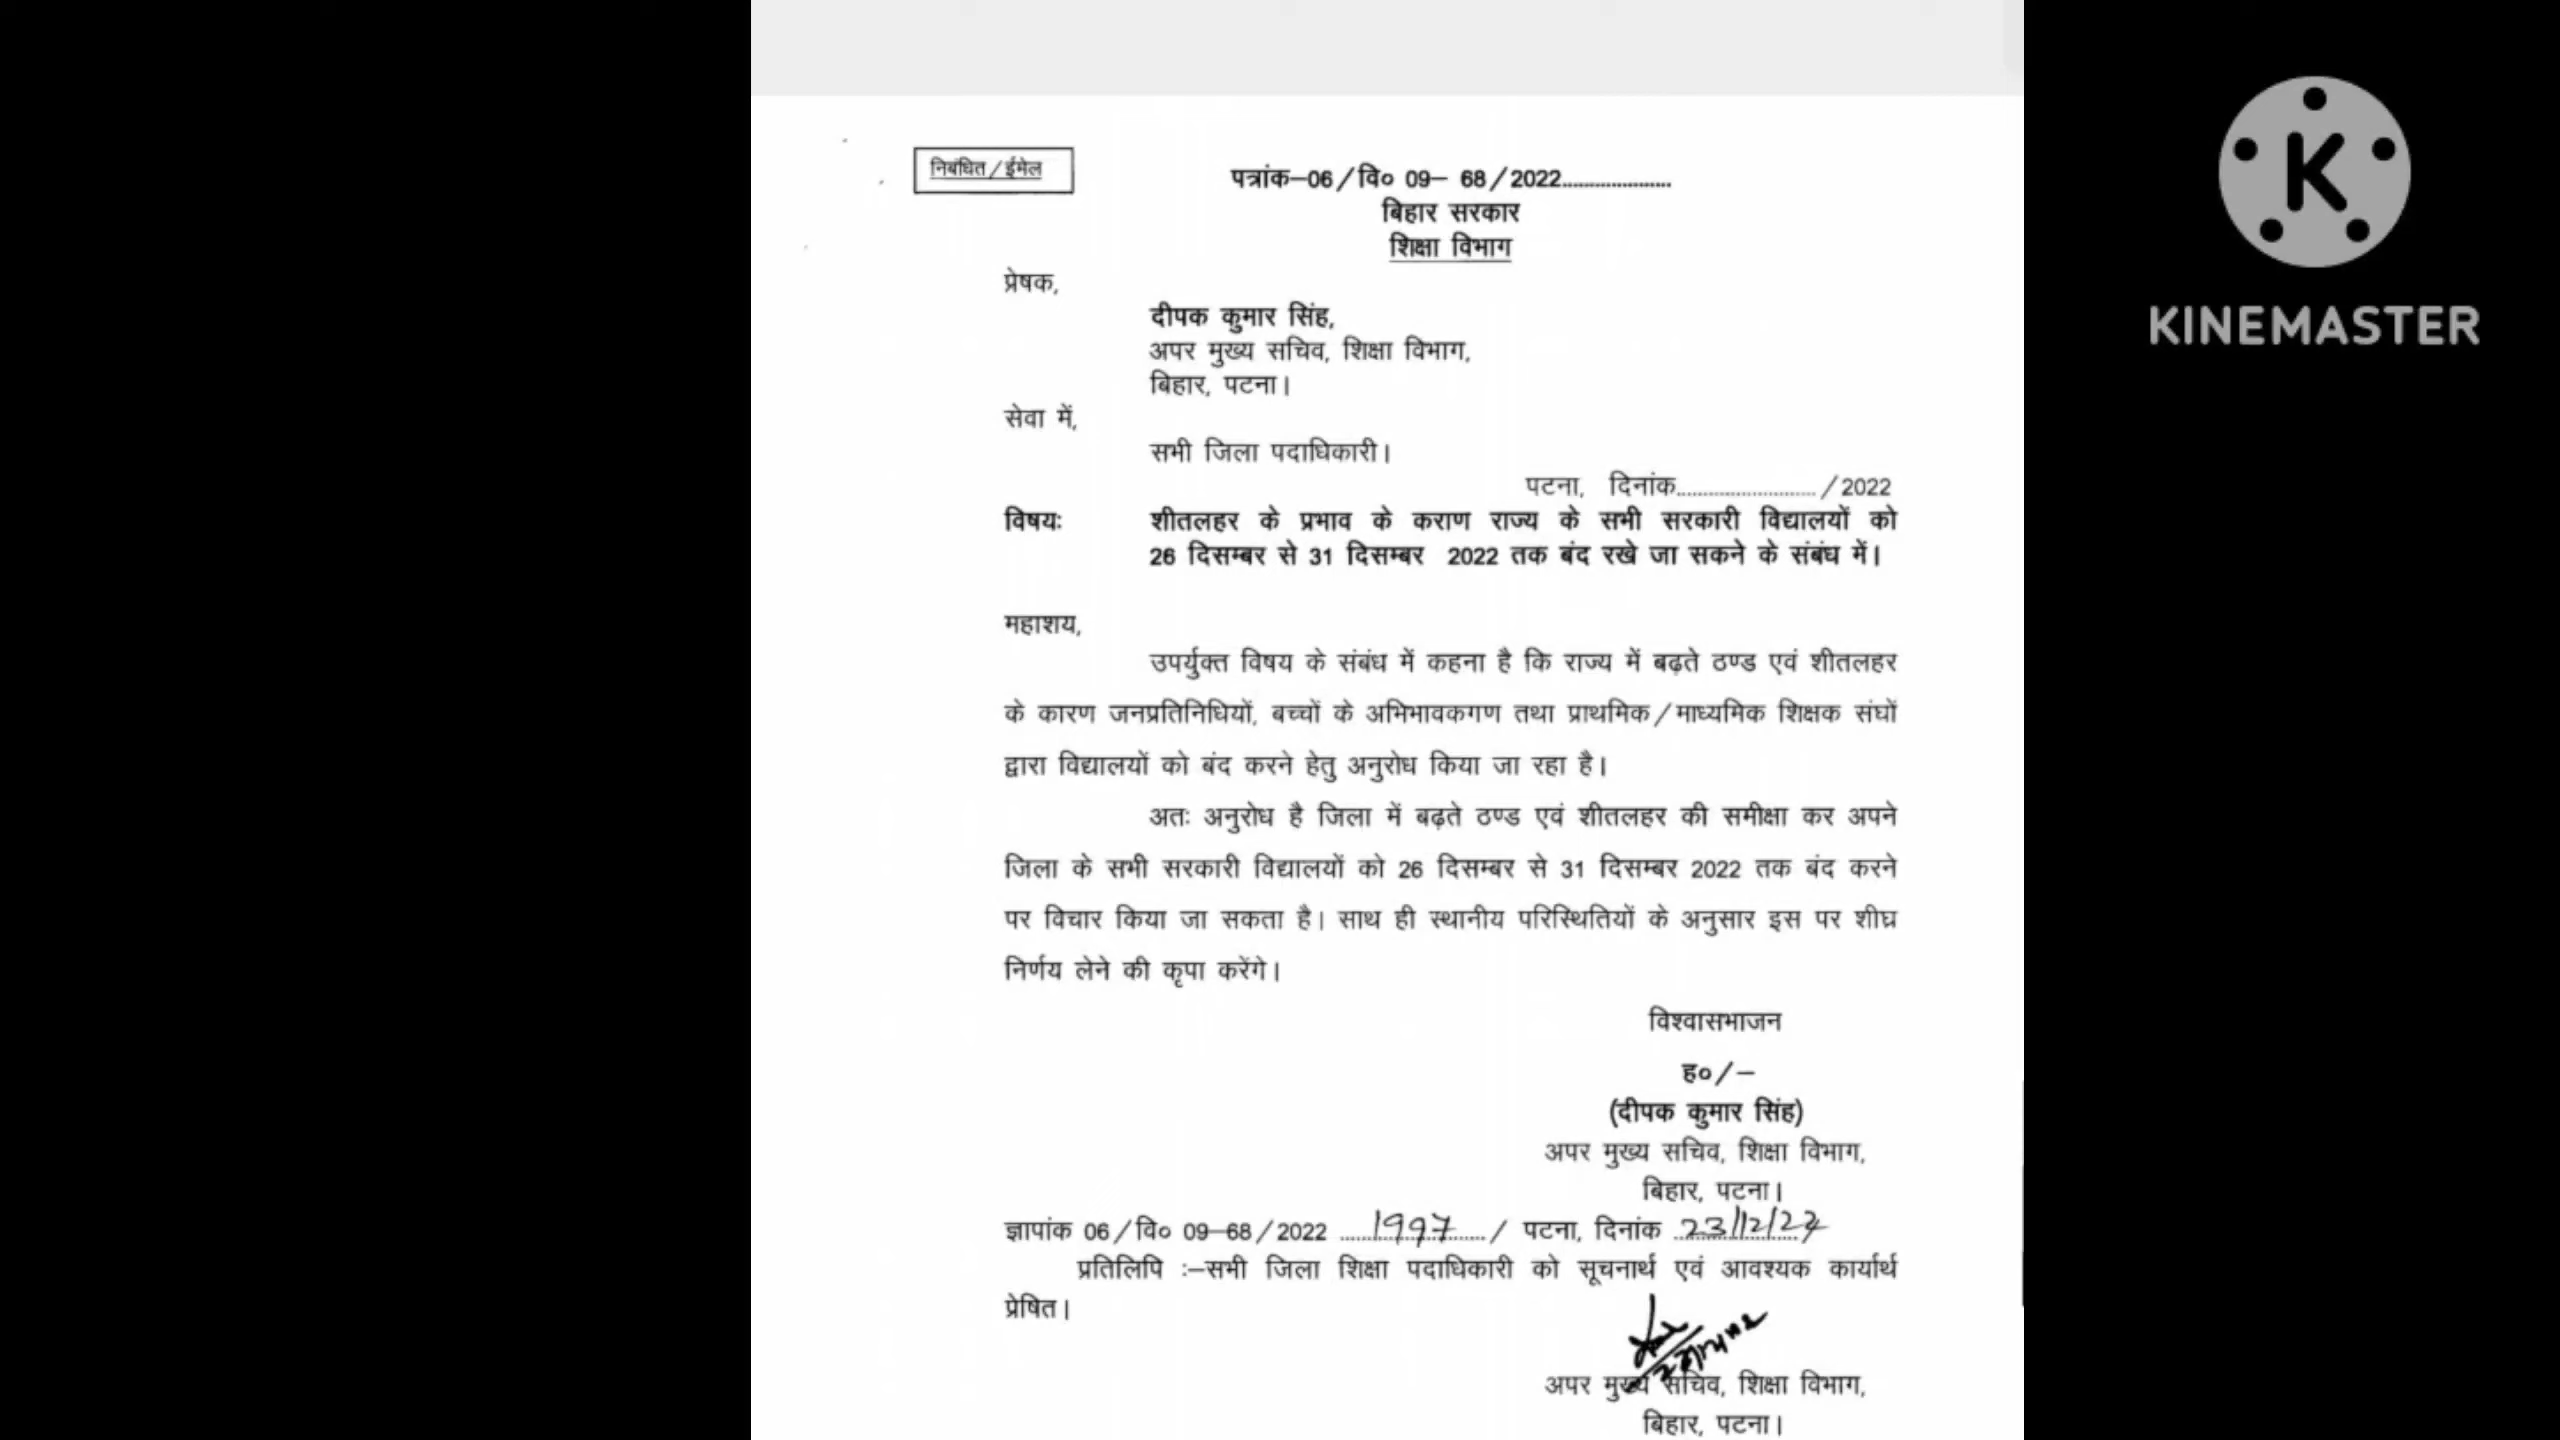 निबंधित/ईमेल
पत्रांक–06/वि० 09– 68/2022.....................
बिहार सरकार
शिक्षा विभाग
KINEMASTER
प्रेषक,
दीपक कुमार सिंह,
अपर मुख्य सचिव, शिक्षा विभाग,
बिहार, पटना।
सेवा में,
सभी जिला पदाधिकारी।
पटना, दिनांक........................../2022
विषयः शीतलहर के प्रभाव के कराण राज्य के सभी सरकारी विद्यालयों को
26 दिसम्बर से 31 दिसम्बर 2022 तक बंद रखे जा सकने के संबंध में।
महाशय,
उपर्युक्त विषय के संबंध में कहना है कि राज्य में बढ़ते ठण्ड एवं शीतलहर
के कारण जनप्रतिनिधियों, बच्चों के अभिभावकगण तथा प्राथमिक/माध्यमिक शिक्षक संघों
द्वारा विद्यालयों को बंद करने हेतु अनुरोध किया जा रहा है।
अतः अनुरोध है जिला में बढ़ते ठण्ड एवं शीतलहर की समीक्षा कर अपने
जिला के सभी सरकारी विद्यालयों को 26 दिसम्बर से 31 दिसम्बर 2022 तक बंद करने
पर विचार किया जा सकता है। साथ ही स्थानीय परिस्थितियों के अनुसार इस पर शीघ्र
निर्णय लेने की कृपा करेंगे।
विश्वासभाजन
ह०/–
(दीपक कुमार सिंह)
अपर मुख्य सचिव, शिक्षा विभाग,
बिहार, पटना।
ज्ञापांक 06/वि० 09–68/2022 1997/ पटना, दिनांक 23/12/22
प्रतिलिपि :–सभी जिला शिक्षा पदाधिकारी को सूचनार्थ एवं आवश्यक कार्यार्थ
प्रेषित।
अपर मुख्य सचिव, शिक्षा विभाग,
बिहार, पटना।